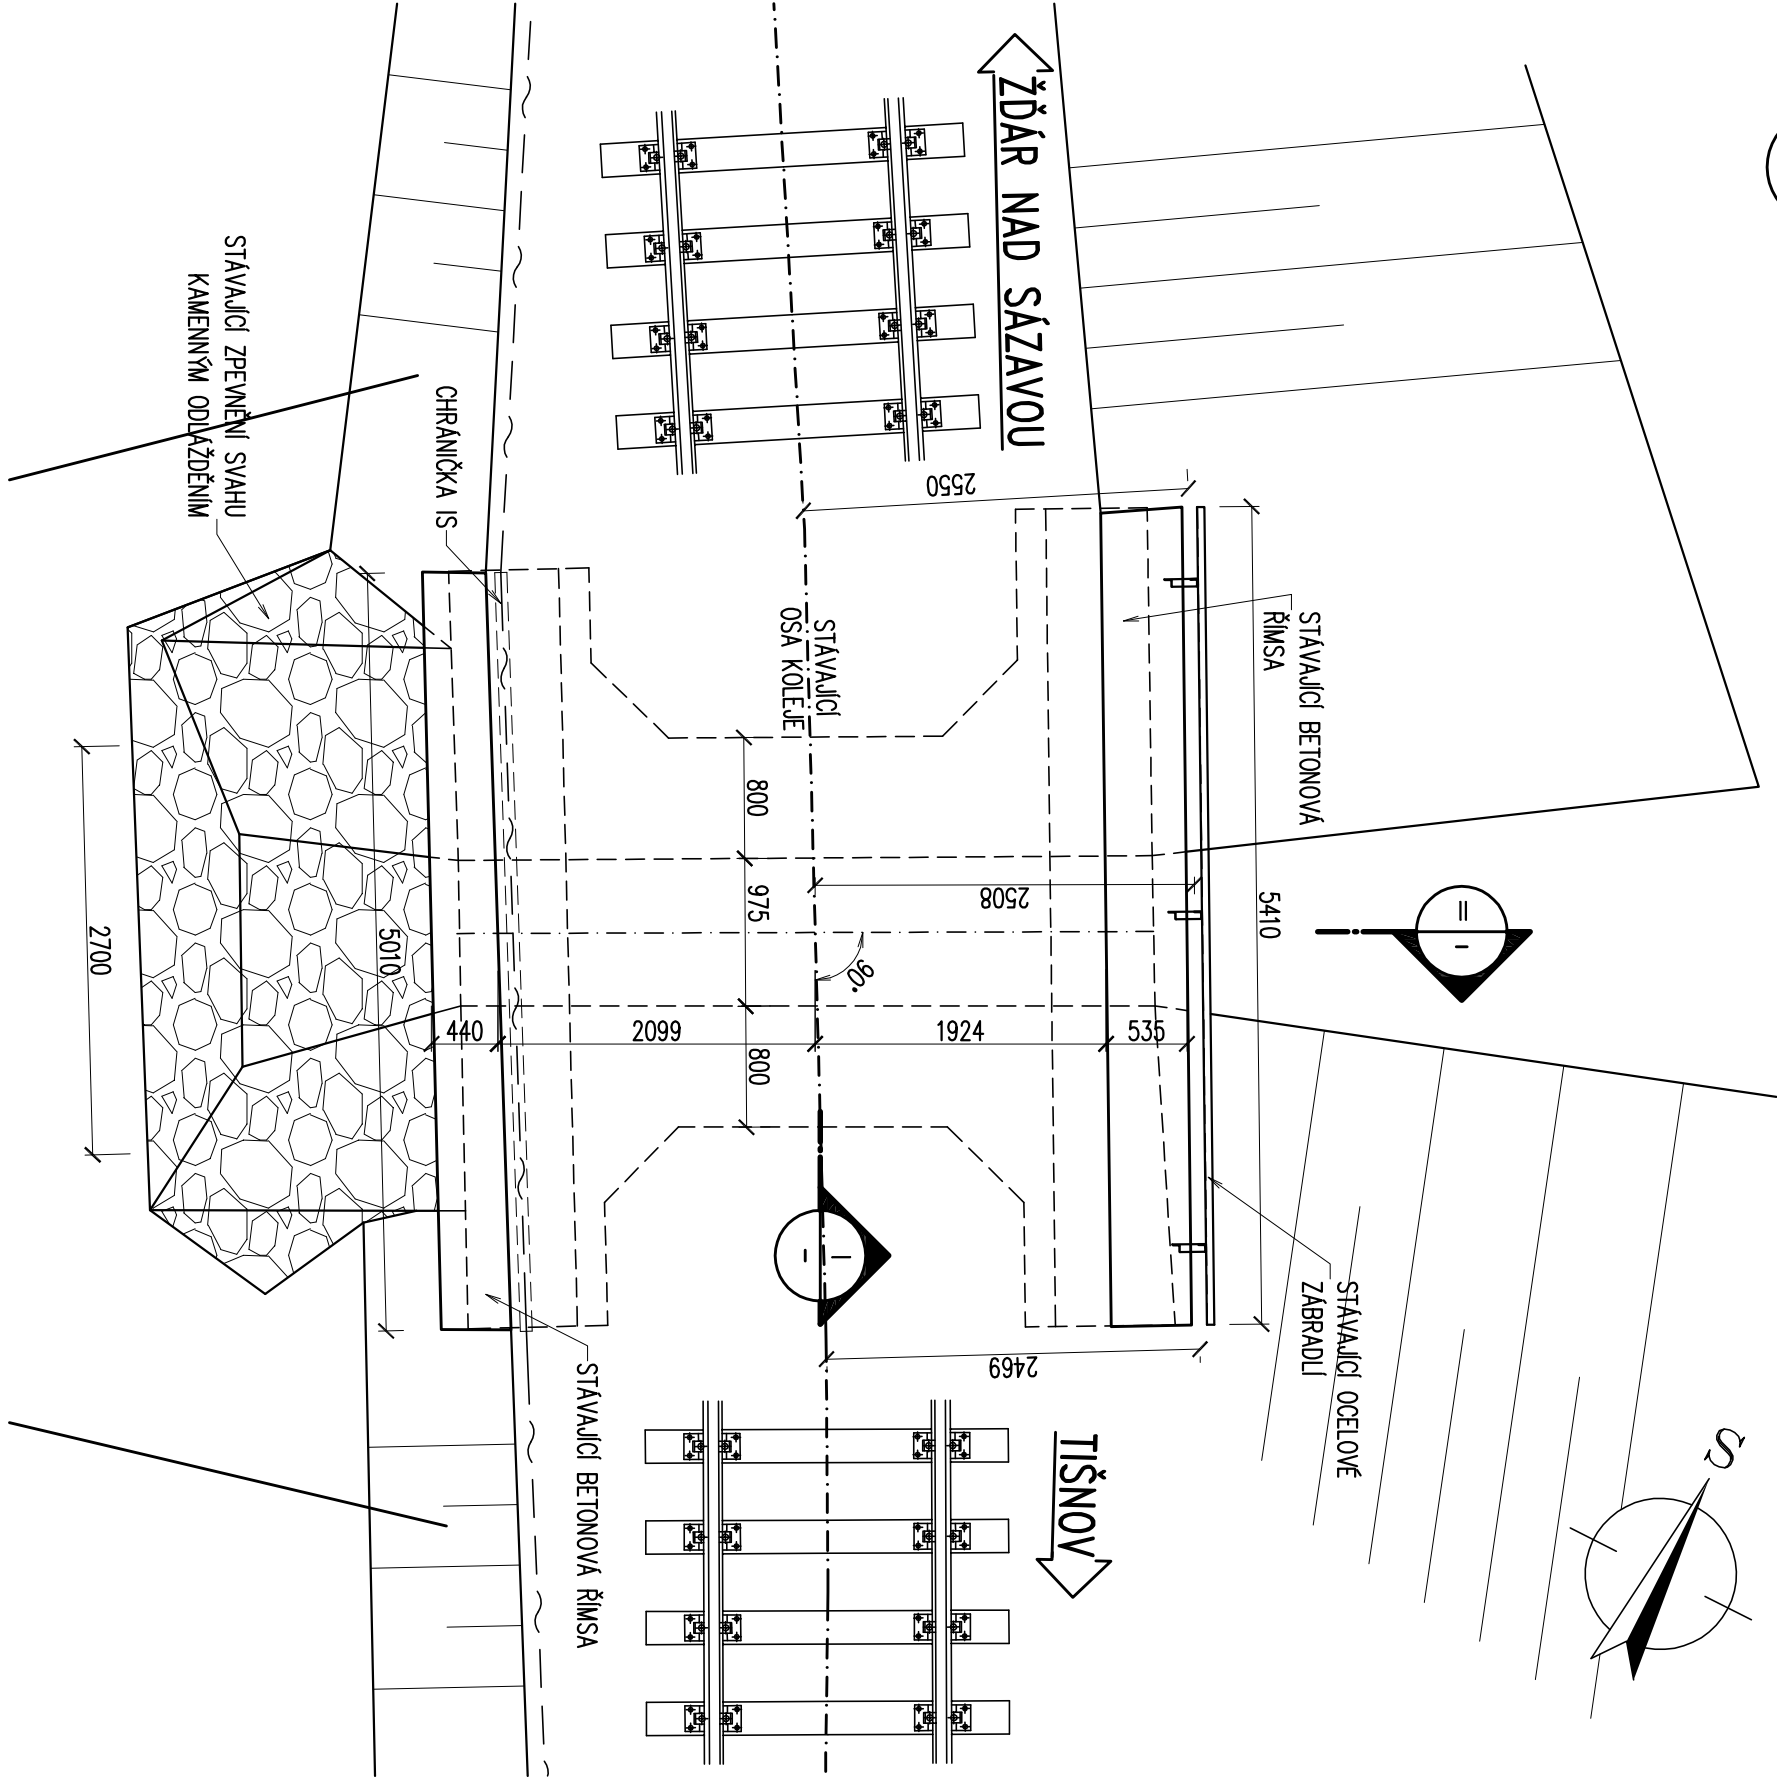 ŽĎÁR NAD SÁZAVOU
STÁVAJÍCÍ ZPEVNĚNÍ SVAHU
KAMENNÝM ODLÁŽDĚNÍM
CHRÁNIČKA IS
2550
STÁVAJÍCÍ
OSA KOLEJE
STÁVAJÍCÍ BETONOVÁ
ŘÍMSA
800
975
800
2508
5410
90°
2700
5010
440
2099
1924
535
II
-
I
-
2469
STÁVAJÍCÍ OCELOVÉ
ZÁBRADLÍ
STÁVAJÍCÍ BETONOVÁ ŘÍMSA
TIŠNOV
S